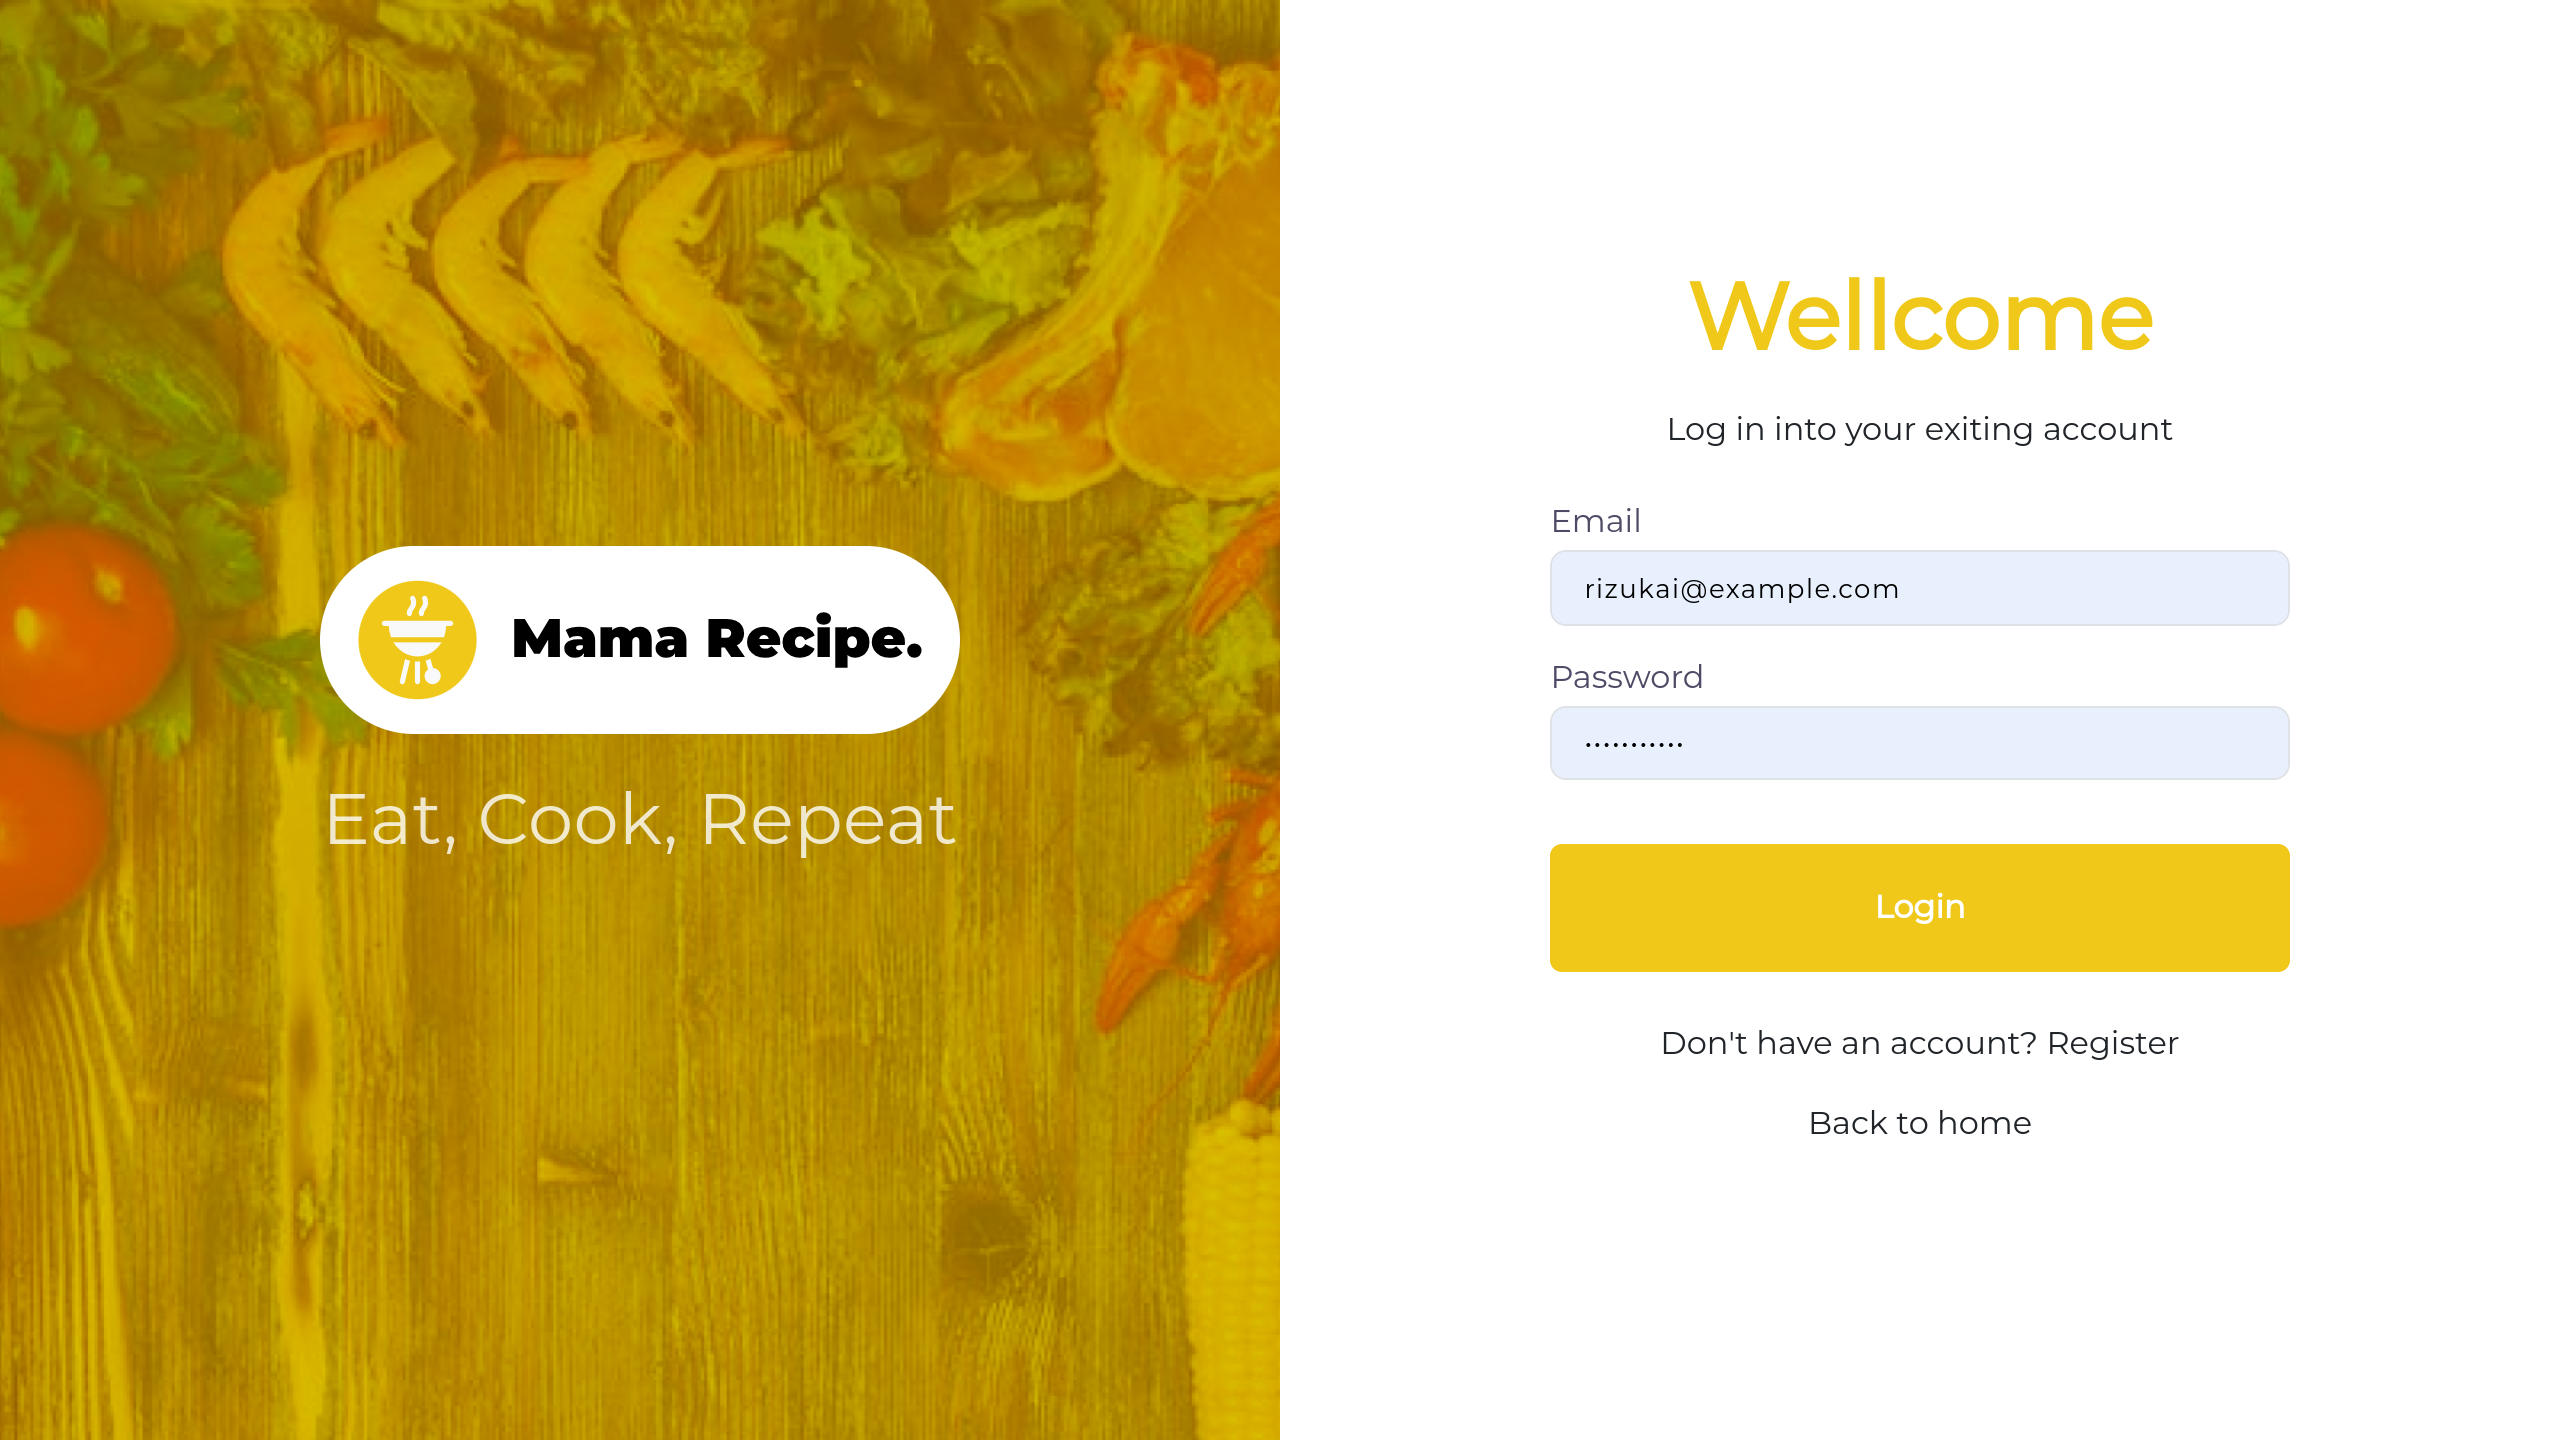 Mama Recipe.
Eat, Cook, Repeat
Wellcome
Log in into your exiting account
Email
rizukai@example.com
Password
...........
Login
Don't have an account? Register
Back to home